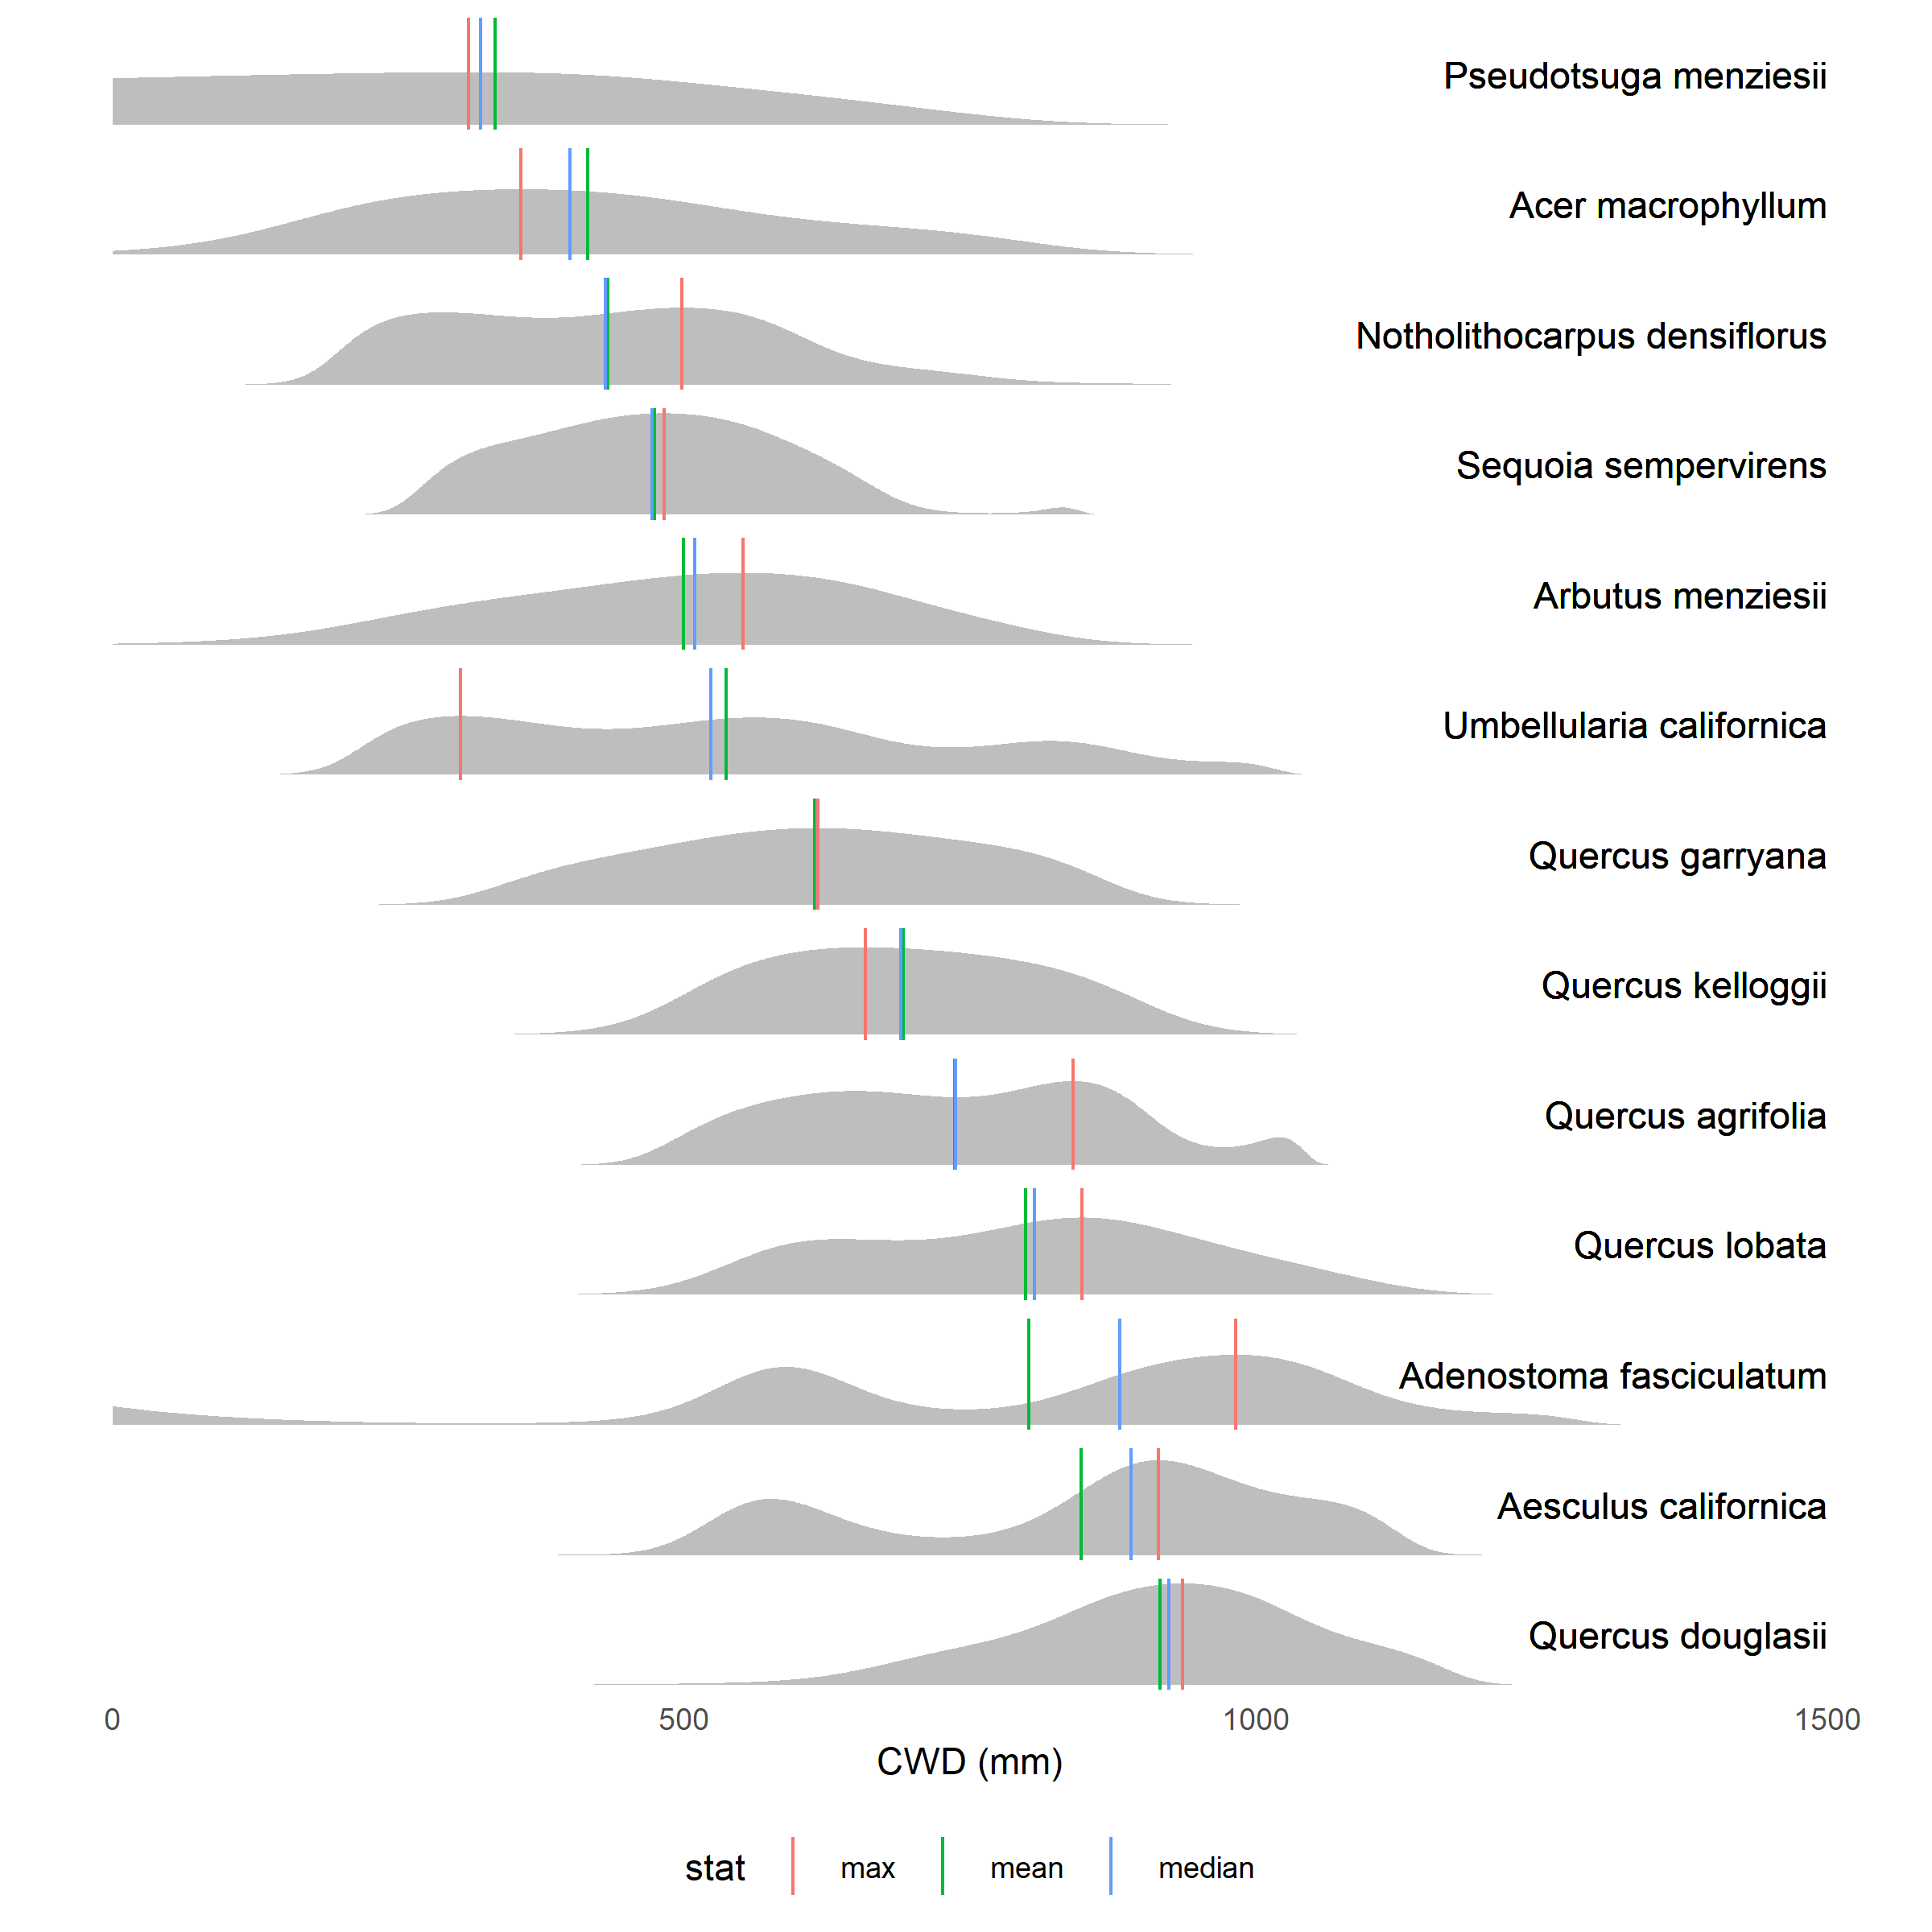 Pseudotsuga menziesii
Acer macrophyllum
Notholithocarpus densiflorus
Sequoia sempervirens
Arbutus menziesii
Umbellularia californica
Quercus garryana
Quercus kelloggii
Quercus agrifolia
Quercus lobata
Adenostoma fasciculatum
Aesculus californica
Quercus douglasii
0 500 1000 1500
CWD (mm)
stat max mean median